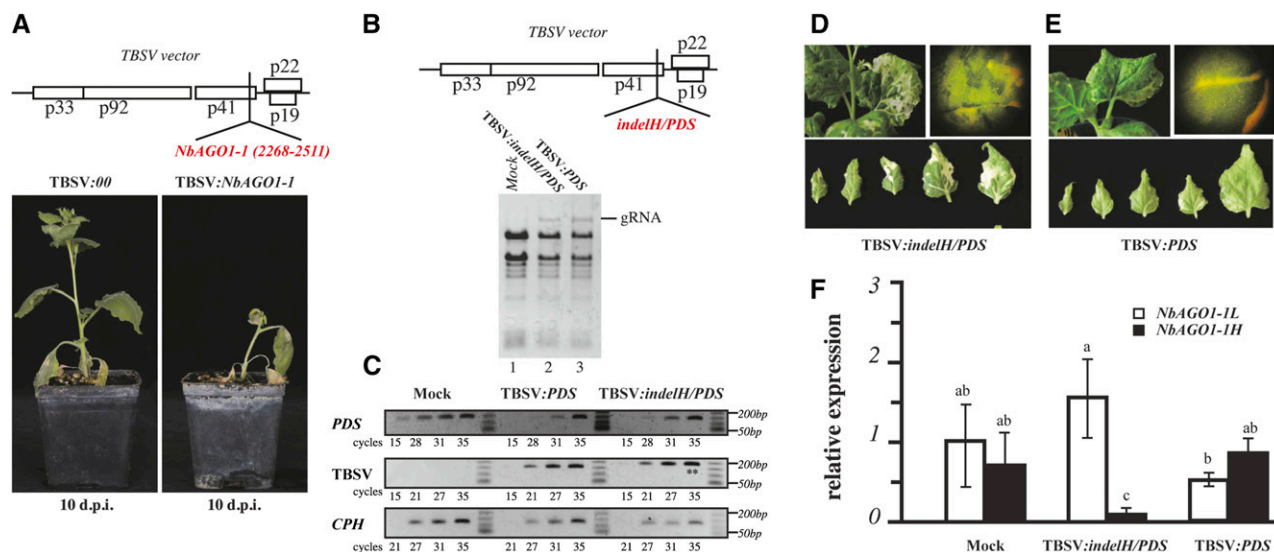 A
TBSV vector
p33 p92 p41 p22
p19
NbAGO1-1 (2268-2511)
TBSV:00 TBSV:NbAGO1-1
10 d.p.i. 10 d.p.i.
B
TBSV vector
p33 p92 p41 p22
p19
indelH/PDS
Mock
TBSV:indelH/PDS
TBSV:PDS
gRNA
1 2 3
C
Mock TBSV:PDS TBSV:indelH/PDS
PDS 200bp
50bp
cycles 15 28 31 35 15 28 31 35 15 28 31 35
TBSV 200bp
** 50bp
cycles 15 21 27 35 15 21 27 35 15 21 27 35
CPH 200bp
50bp
cycles 21 27 31 35 21 27 31 35 21 27 31 35
D
TBSV:indelH/PDS
E
TBSV:PDS
F
relative expression
3
2
1
0
NbAGO1-1L
NbAGO1-1H
ab ab a c b ab
Mock TBSV:indelH/PDS TBSV:PDS